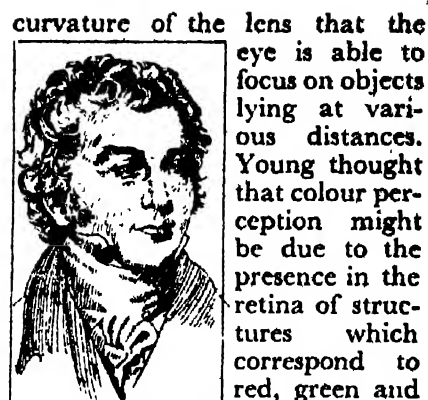 curvature of the lens that the
eye is able to
focus on objects
lying at vari-
ous distances.
Young thought
that colour per-
ception might
be due to the
presence in the
retina of struc-
tures which
correspond to
red, green and